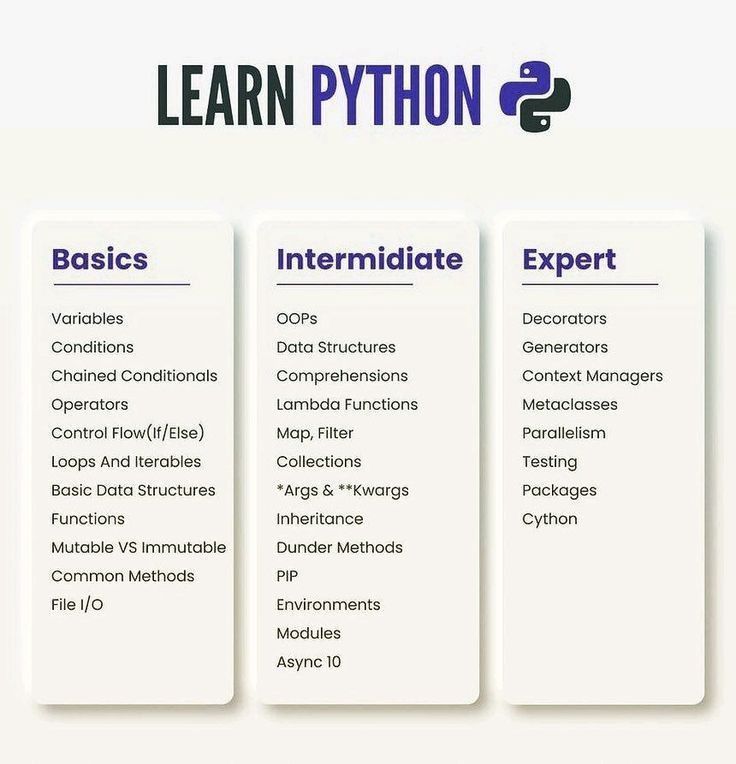 LEARN PYTHON
Basics
Variables
Conditions
Chained Conditionals
Operators
Control Flow(If/Else)
Loops And Iterables
Basic Data Structures
Functions
Mutable VS Immutable
Common Methods
File I/O
Intermidiate
OOPs
Data Structures
Comprehensions
Lambda Functions
Map, Filter
Collections
*Args & **Kwargs
Inheritance
Dunder Methods
PIP
Environments
Modules
Async 10
Expert
Decorators
Generators
Context Managers
Metaclasses
Parallelism
Testing
Packages
Cython